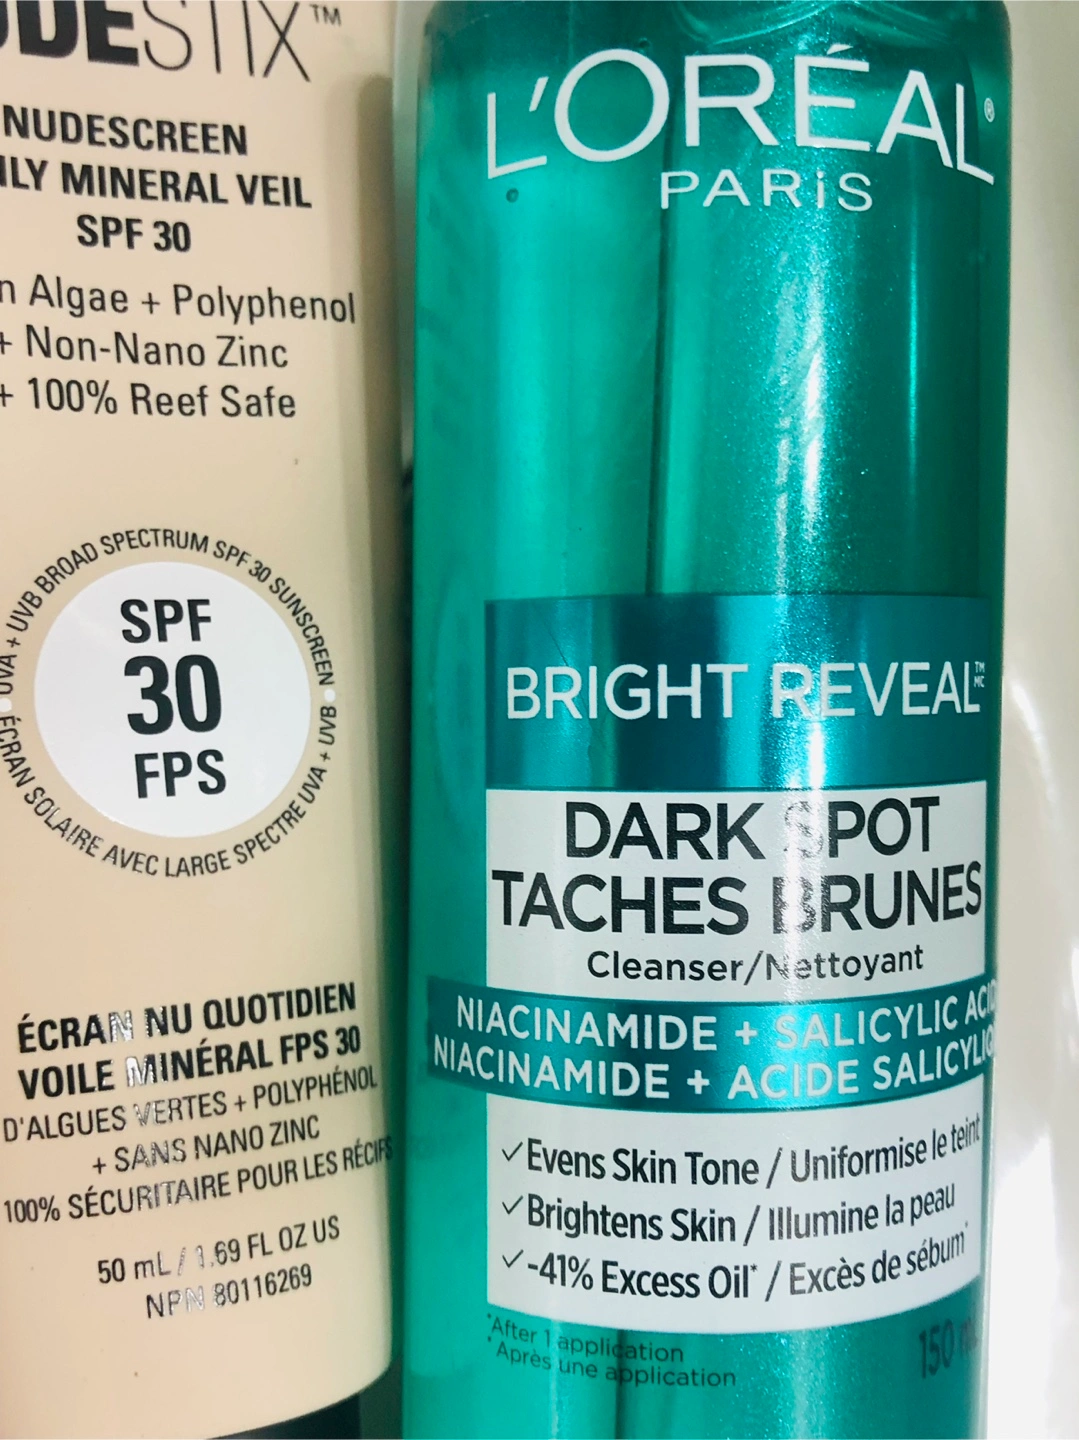 DESTIX™
NUDESCREEN
ILY MINERAL VEIL
SPF 30
n Algae + Polyphenol
+ Non-Nano Zinc
+ 100% Reef Safe
UVA + UVB BROAD SPECTRUM SPF 30 SUNSCREEN
SPF
30
FPS
ÉCRAN SOLAIRE AVEC LARGE SPECTRE UVA + UVB
ÉCRAN NU QUOTIDIEN
VOILE MINÉRAL FPS 30
D'ALGUES VERTES + POLYPHÉNOL
+ SANS NANO ZINC
100% SÉCURITAIRE POUR LES RÉCIFS
50 mL / 1.69 FL OZ US
NPN 80116269
L'ORÉAL®
PARiS
BRIGHT REVEAL™ MC
DARK SPOT
TACHES BRUNES
Cleanser/Nettoyant
NIACINAMIDE + SALICYLIC ACID
NIACINAMIDE + ACIDE SALICYLIQ
✓Evens Skin Tone / Uniformise le teint
✓Brightens Skin / Illumine la peau
✓-41% Excess Oil* / Excès de sébum*
*After 1 application
*Après une application
150 m